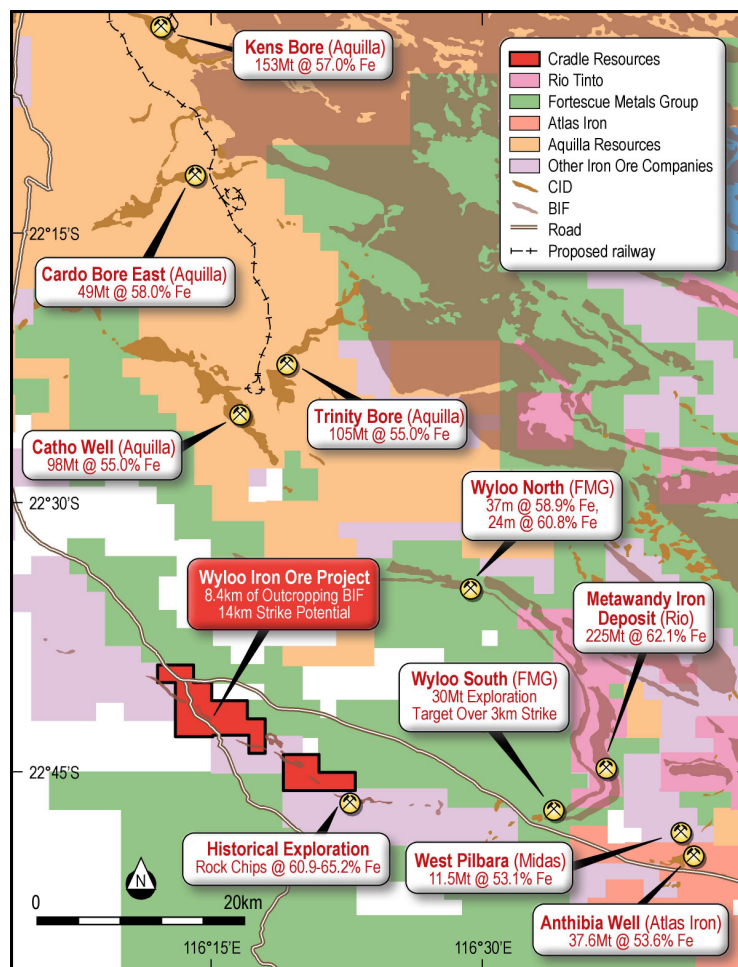 Kens Bore (Aquilla)
153Mt @ 57.0% Fe
Cradle Resources
Rio Tinto
Fortescue Metals Group
Atlas Iron
Aquilla Resources
Other Iron Ore Companies
CID
BIF
Road
Proposed railway
22°15'S
Cardo Bore East (Aquilla)
49Mt @ 58.0% Fe
Trinity Bore (Aquilla)
105Mt @ 55.0% Fe
Catho Well (Aquilla)
98Mt @ 55.0% Fe
22°30'S
Wyloo North (FMG)
37m @ 58.9% Fe,
24m @ 60.8% Fe
Wyloo Iron Ore Project
8.4km of Outcropping BIF
14km Strike Potential
Metawandy Iron
Deposit (Rio)
225Mt @ 62.1% Fe
Wyloo South (FMG)
30Mt Exploration
Target Over 3km Strike
22°45'S
Historical Exploration
Rock Chips @ 60.9-65.2% Fe
West Pilbara (Midas)
11.5Mt @ 53.1% Fe
Anthibia Well (Atlas Iron)
37.6Mt @ 53.6% Fe
N
0 20km
116°15'E 116°30'E